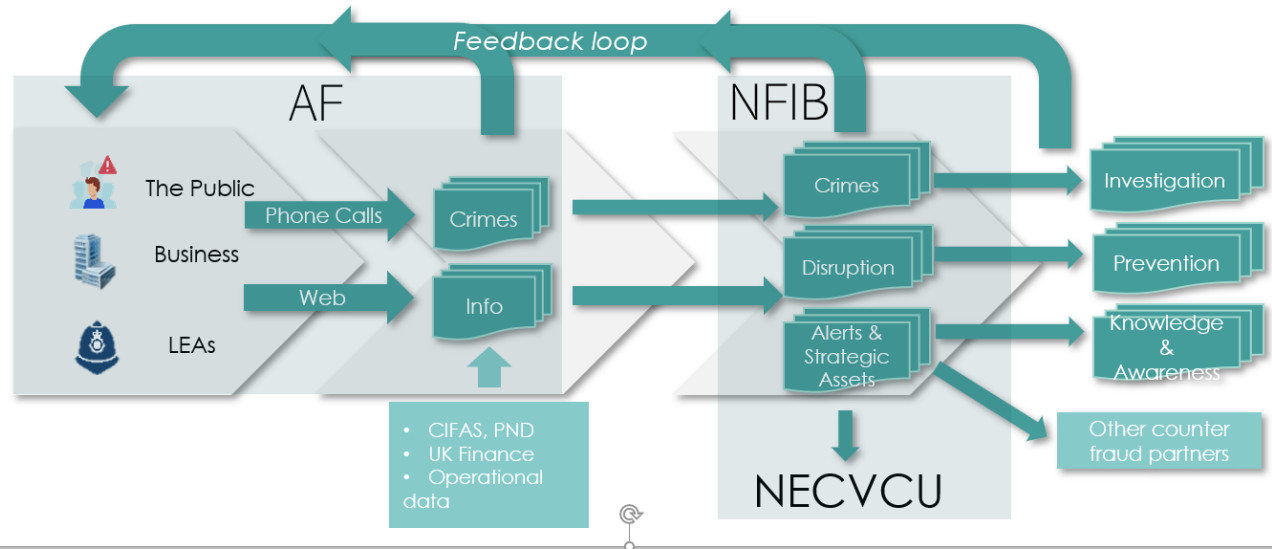 Feedback loop
AF
NFIB
The Public
Business
LEAs
Phone Calls
Web
Crimes
Info
• CIFAS, PND
• UK Finance
• Operational
data
Crimes
Disruption
Alerts &
Strategic
Assets
NECVCU
Investigation
Prevention
Knowledge
&
Awareness
Other counter
fraud partners